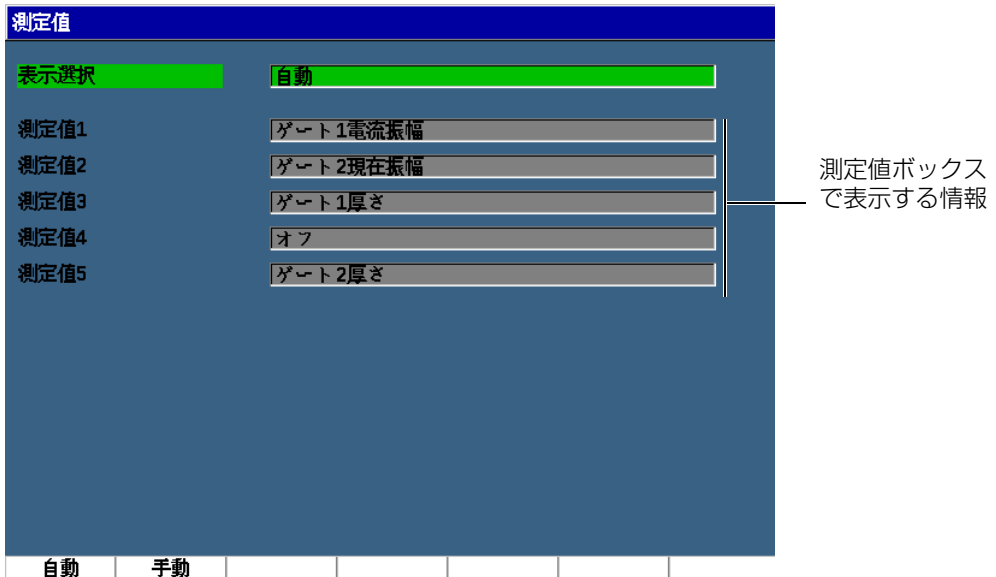 測定値
表示選択 自動
測定値1 ゲート1電流振幅
測定値2 ゲート2現在振幅
測定値3 ゲート1厚さ
測定値4 オフ
測定値5 ゲート2厚さ
測定値ボックス
で表示する情報
自動 手動